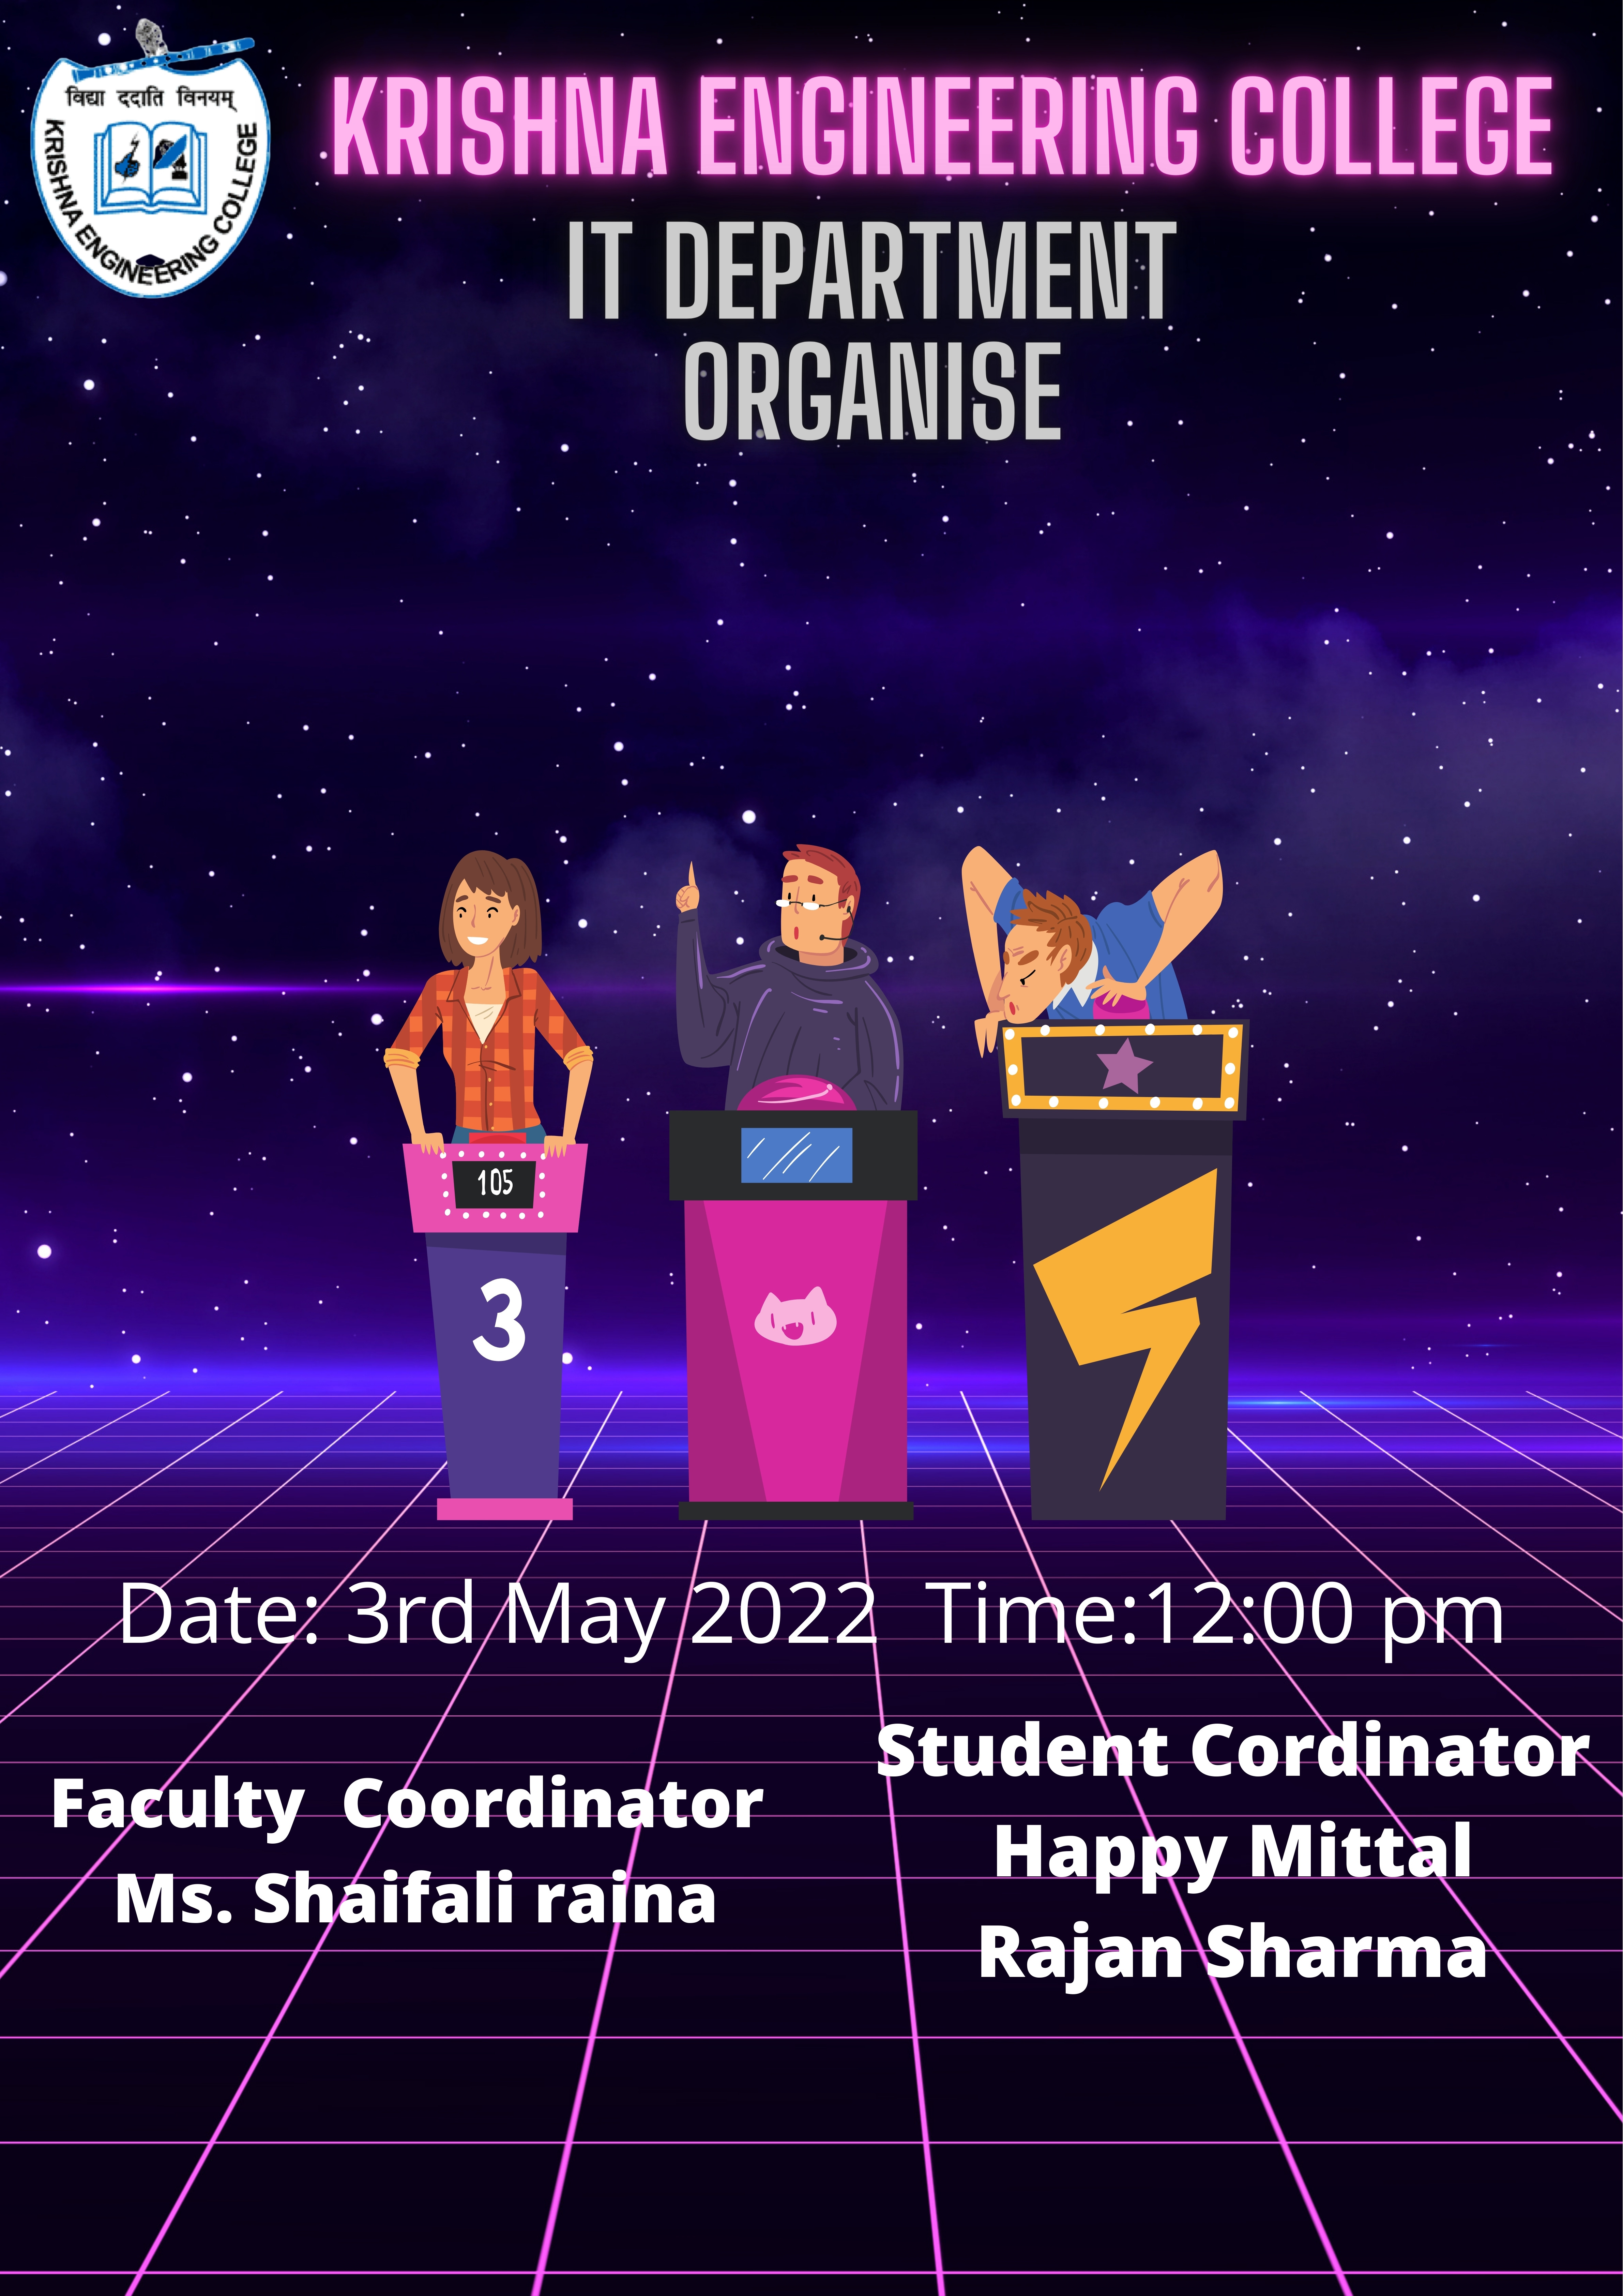 विद्या ददाति विनयम्
KRISHNA ENGINEERING COLLEGE
KRISHNA ENGINEERING COLLEGE
IT DEPARTMENT
ORGANISE
105
3
Date: 3rd May 2022 Time:12:00 pm
Faculty Coordinator
Ms. Shaifali raina
Student Cordinator
Happy Mittal
Rajan Sharma